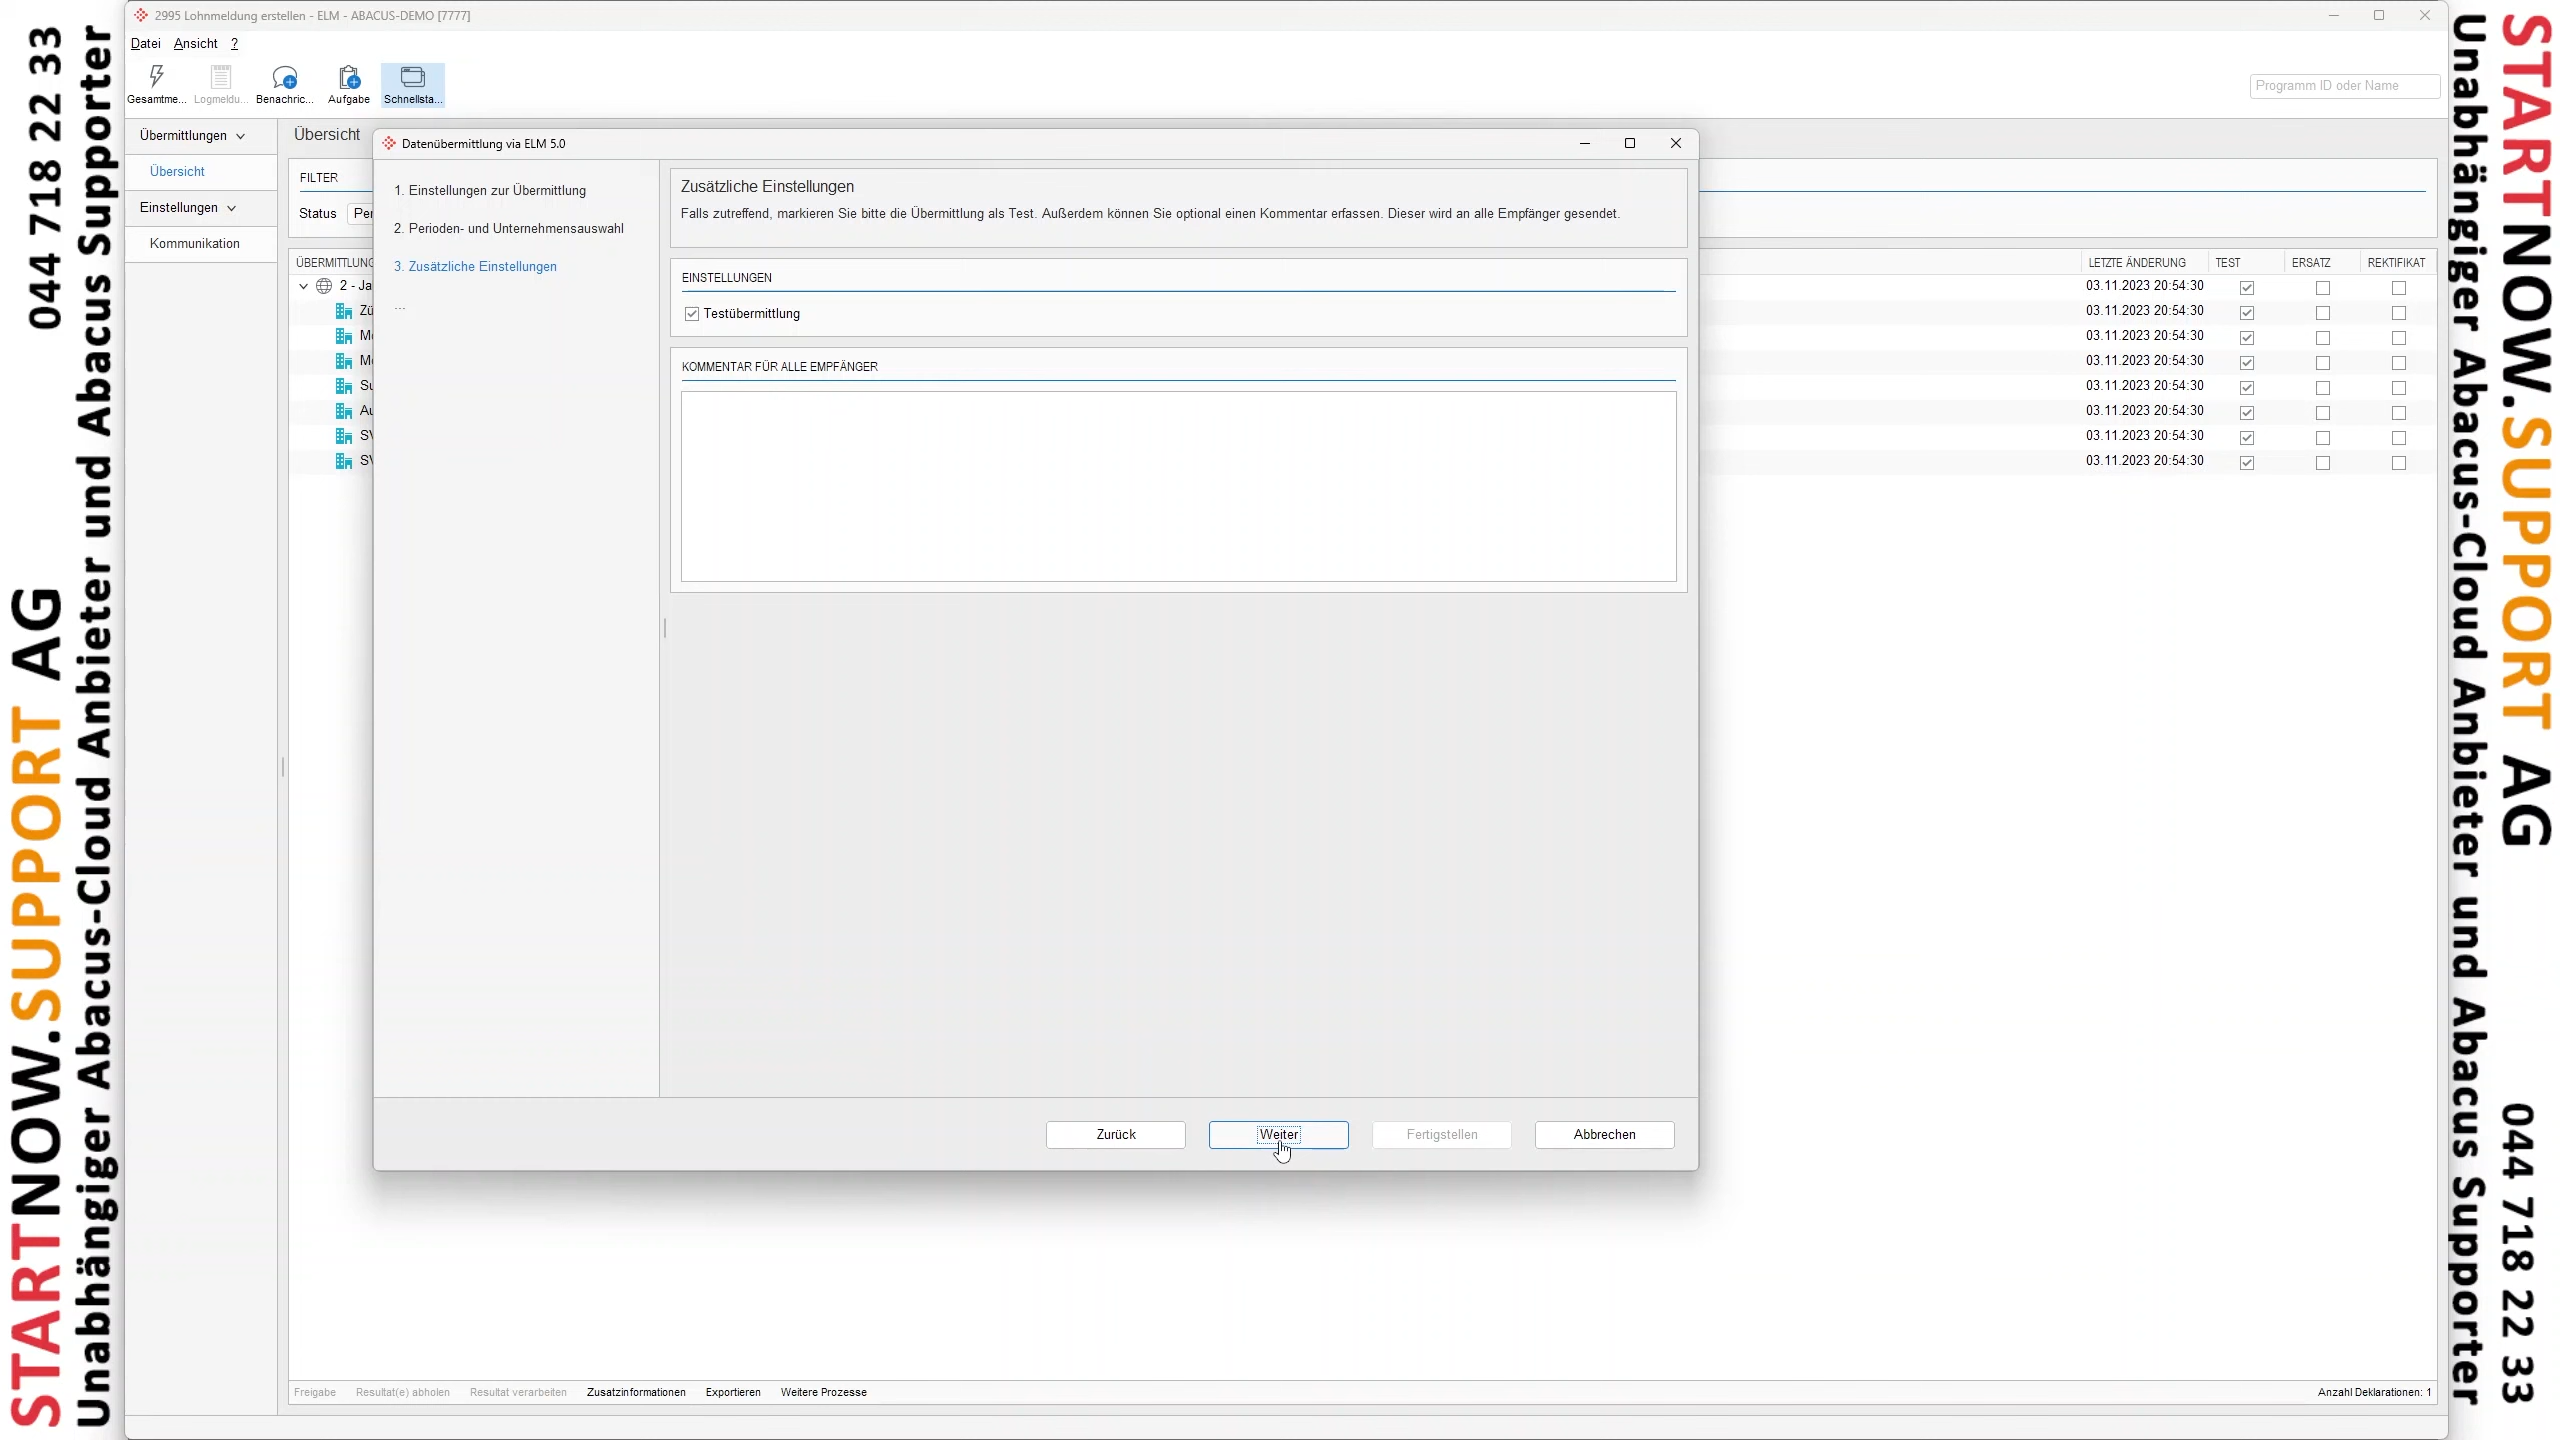 STARTNOW.SUPPORT AG 044 718 22 33
Unabhängiger Abacus-Cloud Anbieter und Abacus Supporter
2995 Lohnmeldung erstellen - ELM - ABACUS-DEMO [7777]
Datei Ansicht ?
Gesamtme... Logmeldu... Benachric... Aufgabe Schnellsta...
Programm ID oder Name
Übermittlungen
Übersicht
Einstellungen
Kommunikation
Übersicht
FILTER
Status Per
ÜBERMITTLUNG LETZTE ÄNDERUNG TEST ERSATZ REKTIFIKAT
2 - Ja 03.11.2023 20:54:30
Zü 03.11.2023 20:54:30
Me 03.11.2023 20:54:30
Me 03.11.2023 20:54:30
Su 03.11.2023 20:54:30
Au 03.11.2023 20:54:30
SV 03.11.2023 20:54:30
SV 03.11.2023 20:54:30
Datenübermittlung via ELM 5.0
1. Einstellungen zur Übermittlung
2. Perioden- und Unternehmensauswahl
3. Zusätzliche Einstellungen
...
Zusätzliche Einstellungen
Falls zutreffend, markieren Sie bitte die Übermittlung als Test. Außerdem können Sie optional einen Kommentar erfassen. Dieser wird an alle Empfänger gesendet.
EINSTELLUNGEN
Testübermittlung
KOMMENTAR FÜR ALLE EMPFÄNGER
Zurück Weiter Fertigstellen Abbrechen
Freigabe Resultat(e) abholen Resultat verarbeiten Zusatzinformationen Exportieren Weitere Prozesse Anzahl Deklarationen: 1
STARTNOW.SUPPORT AG 044 718 22 33
Unabhängiger Abacus-Cloud Anbieter und Abacus Supporter